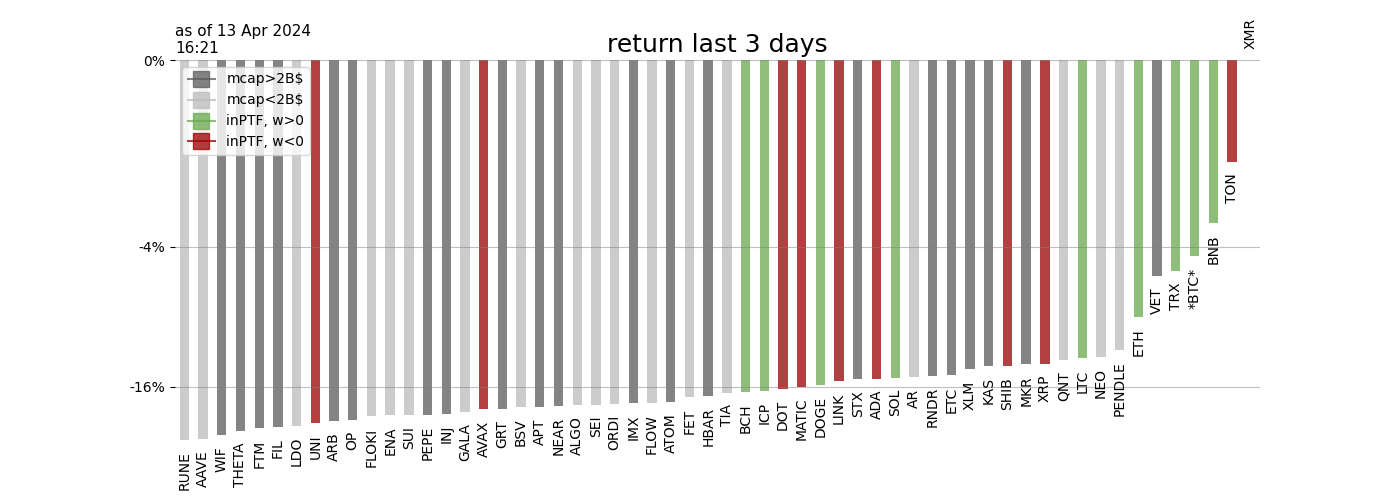 as of 13 Apr 2024
16:21
return last 3 days
XMR
0%
-4%
-16%
mcap>2B$
mcap<2B$
inPTF, w>0
inPTF, w<0
RUNE
AAVE
WIF
THETA
FTM
FIL
LDO
UNI
ARB
OP
FLOKI
ENA
SUI
PEPE
INJ
GALA
AVAX
GRT
BSV
APT
NEAR
ALGO
SEI
ORDI
IMX
FLOW
ATOM
FET
HBAR
TIA
BCH
ICP
DOT
MATIC
DOGE
LINK
STX
ADA
SOL
AR
RNDR
ETC
XLM
KAS
SHIB
MKR
XRP
QNT
LTC
NEO
PENDLE
ETH
VET
TRX
*BTC*
BNB
TON